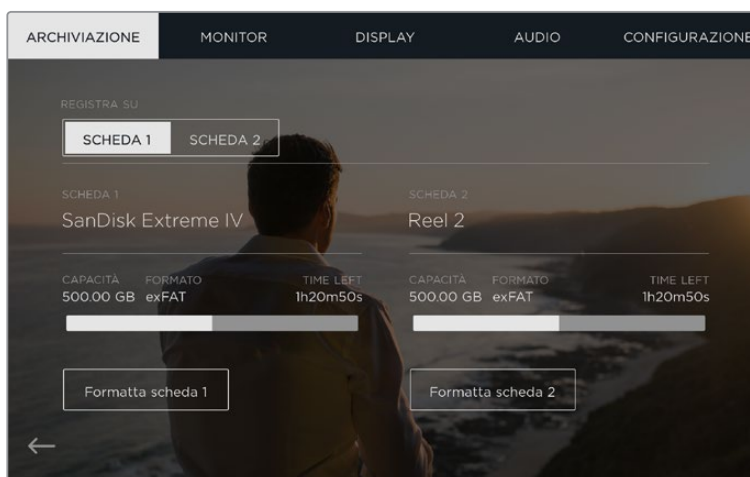 ARCHIVIAZIONE MONITOR DISPLAY AUDIO CONFIGURAZIONE
REGISTRA SU
SCHEDA 1 SCHEDA 2
SCHEDA 1 SCHEDA 2
SanDisk Extreme IV Reel 2
CAPACITÀ FORMATO TIME LEFT CAPACITÀ FORMATO TIME LEFT
500.00 GB exFAT 1h20m50s 500.00 GB exFAT 1h20m50s
Formatta scheda 1 Formatta scheda 2